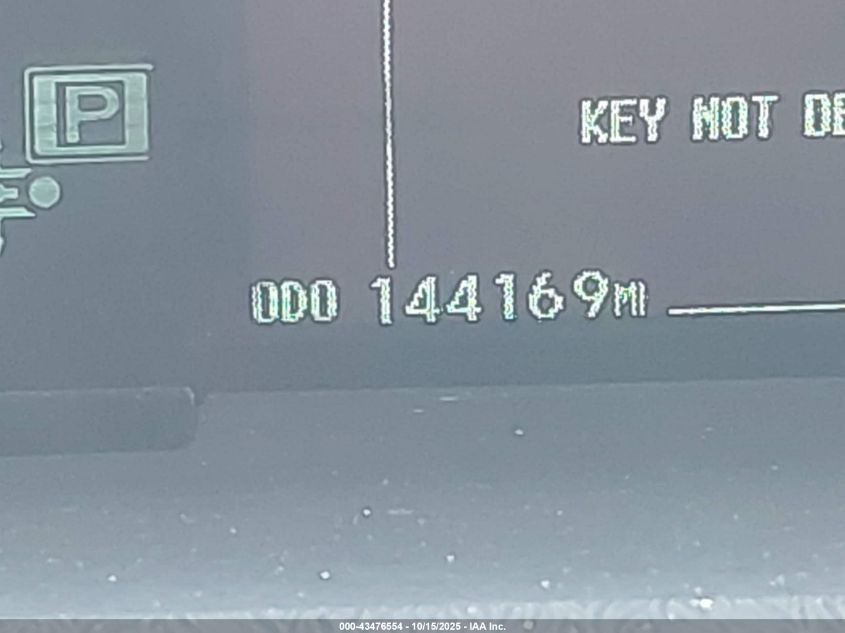 P
KEY NOT DE
ODO 144169MI
000-43476554 - 10/15/2025 - IAA Inc.